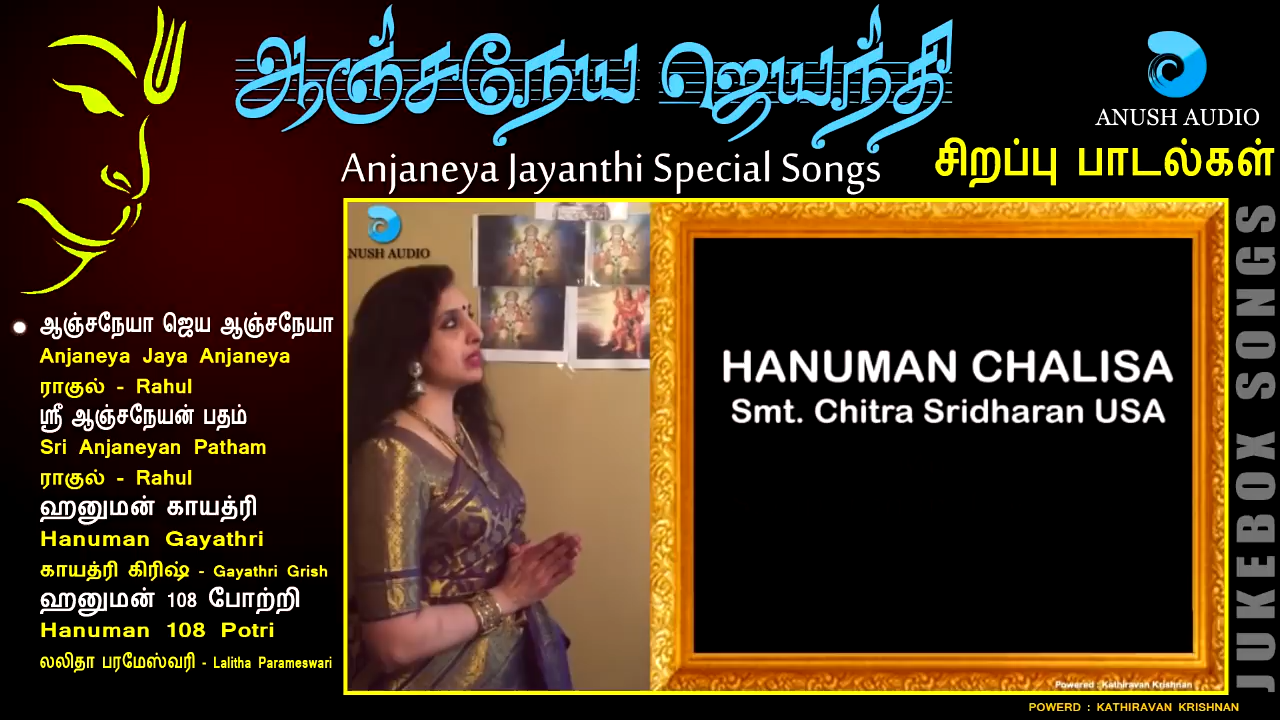 ஆஞ்சநேய ஜெயந்தி
ANUSH AUDIO
Anjaneya Jayanthi Special Songs
சிறப்பு பாடல்கள்
NUSH AUDIO
HANUMAN CHALISA
Smt. Chitra Sridharan USA
ஆஞ்சநேயா ஜெய ஆஞ்சநேயா
Anjaneya Jaya Anjaneya
ராகுல் - Rahul
ஸ்ரீ ஆஞ்சநேயன் பதம்
Sri Anjaneyan Patham
ராகுல் - Rahul
ஹனுமன் காயத்ரி
Hanuman Gayathri
காயத்ரி கிரிஷ் - Gayathri Grish
ஹனுமன் 108 போற்றி
Hanuman 108 Potri
லலிதா பரமேஸ்வரி - Lalitha Parameswari
JUKEBOX SONGS
Powered : Kathiravan Krishnan
POWERD : KATHIRAVAN KRISHNAN